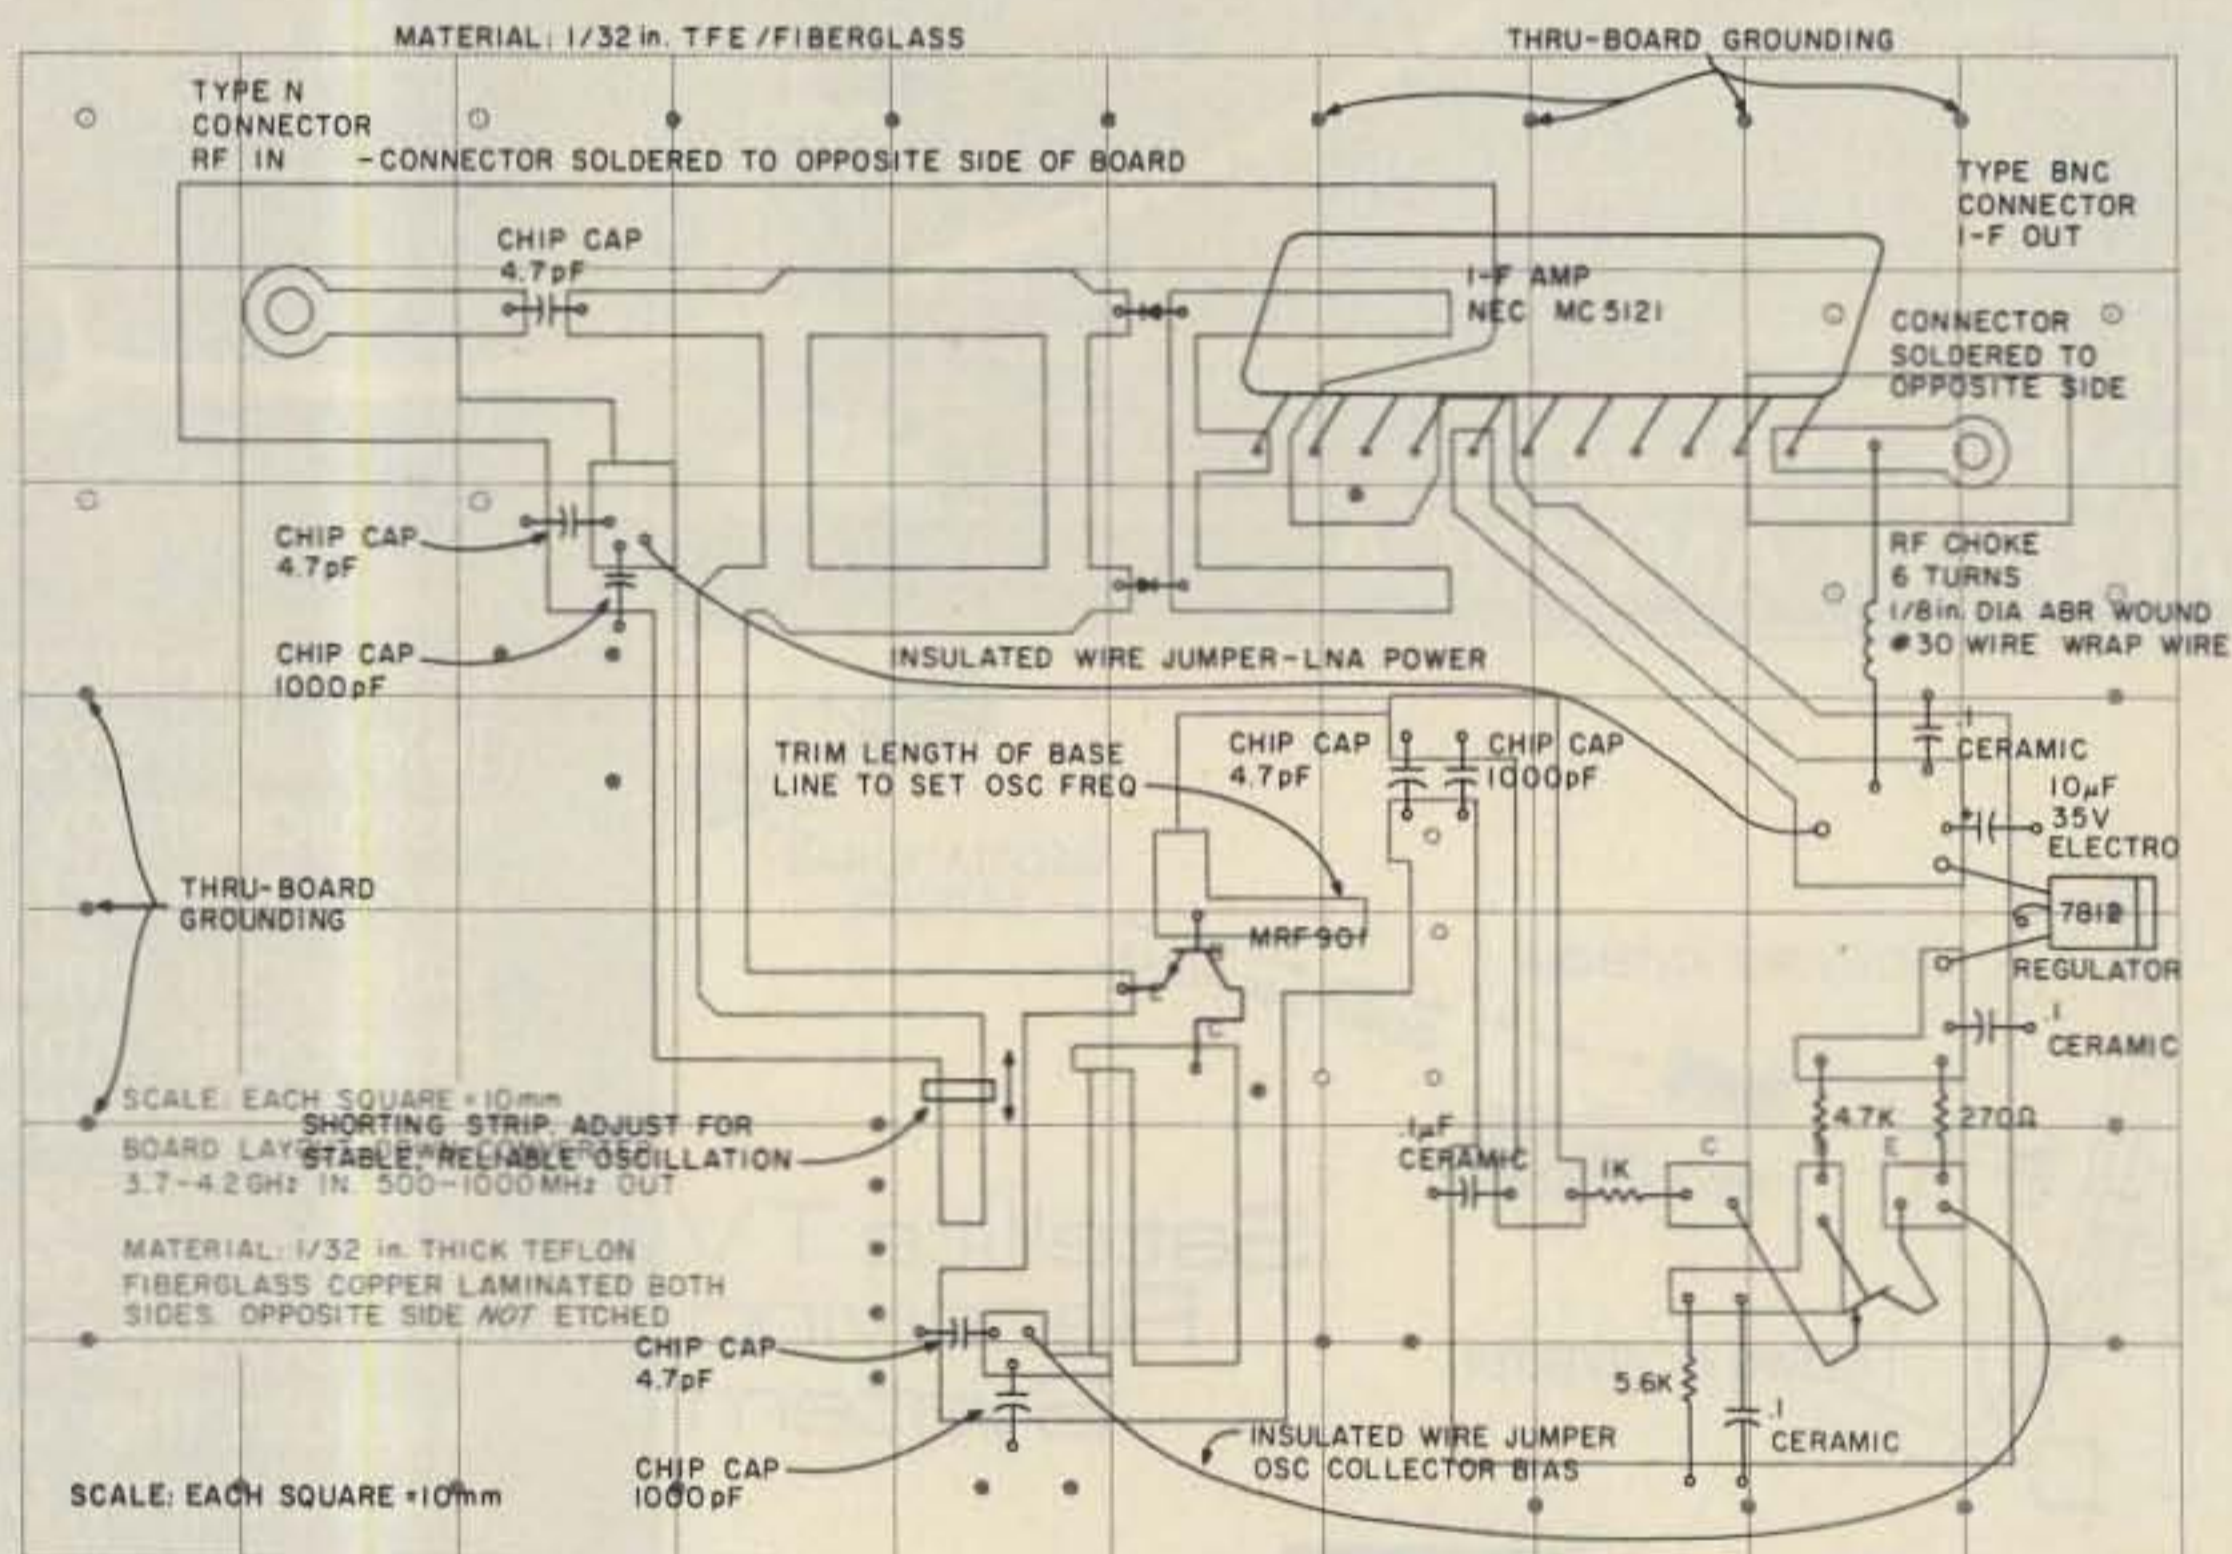 MATERIAL: 1/32 in. TFE/FIBERGLASS
THRU-BOARD GROUNDING
TYPE N
CONNECTOR
RF IN -CONNECTOR SOLDERED TO OPPOSITE SIDE OF BOARD
TYPE BNC
CONNECTOR
I-F OUT
CHIP CAP
4.7pF
I-F AMP
NEC MC5121
CONNECTOR
SOLDERED TO
OPPOSITE SIDE
CHIP CAP
4.7pF
RF CHOKE
6 TURNS
1/8in. DIA ABR WOUND
#30 WIRE WRAP WIRE
CHIP CAP
1000pF
INSULATED WIRE JUMPER-LNA POWER
TRIM LENGTH OF BASE
LINE TO SET OSC FREQ
CHIP CAP
4.7pF
CHIP CAP
1000pF
.1
CERAMIC
10µF
35V
ELECTRO
THRU-BOARD
GROUNDING
MRF901
B
E
C
7812
REGULATOR
.1
CERAMIC
SCALE: EACH SQUARE =10mm
SHORTING STRIP, ADJUST FOR
BOARD LAYOUT DOWN CONVERTER
STABLE, RELIABLE OSCILLATION
3.7-4.2GHz IN 500-1000MHz OUT
.1µF
CERAMIC
1K
C
4.7K
E
270Ω
MATERIAL: 1/32 in. THICK TEFLON
FIBERGLASS COPPER LAMINATED BOTH
SIDES. OPPOSITE SIDE NOT ETCHED
CHIP CAP
4.7pF
5.6K
.1
CERAMIC
INSULATED WIRE JUMPER
OSC COLLECTOR BIAS
CHIP CAP
1000pF
SCALE: EACH SQUARE =10mm